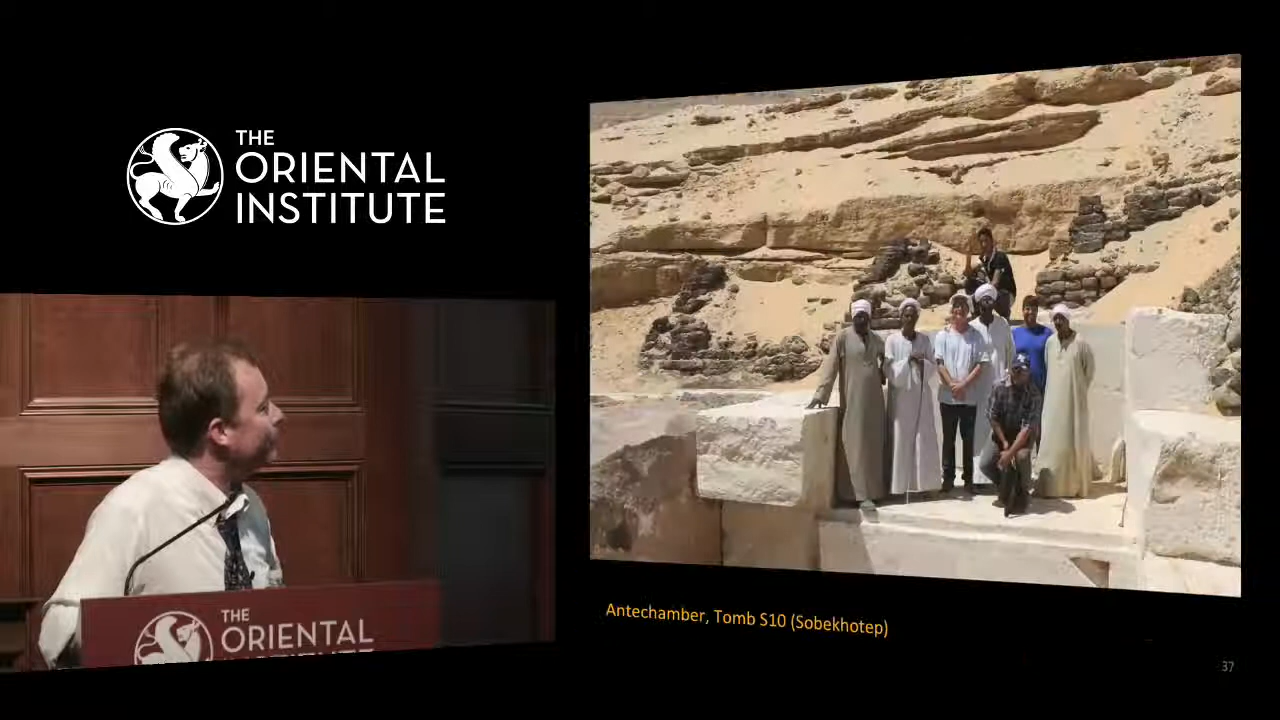 THE
ORIENTAL
INSTITUTE
THE
ORIENTAL
Antechamber, Tomb S10 (Sobekhotep)
37